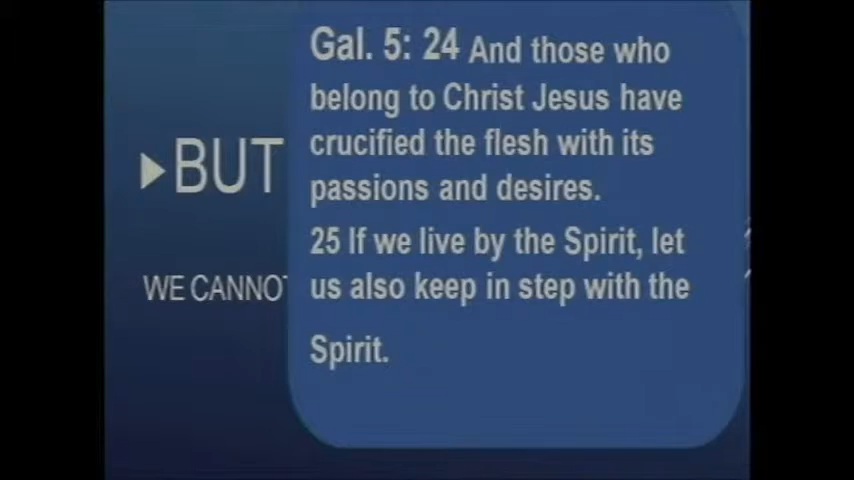 Gal. 5: 24 And those who
belong to Christ Jesus have
crucified the flesh with its
passions and desires.
25 If we live by the Spirit, let
us also keep in step with the
Spirit.
BUT
WE CANNOT